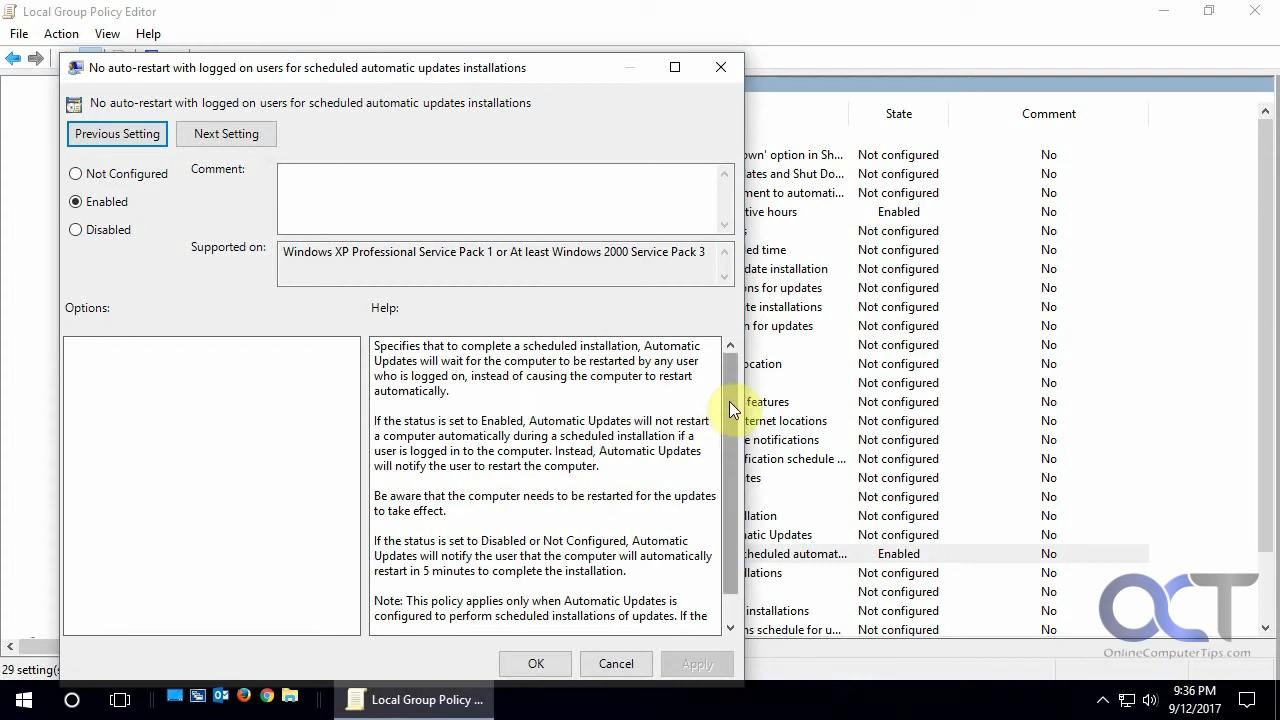 Local Group Policy Editor
File Action View Help
No auto-restart with logged on users for scheduled automatic updates installations
No auto-restart with logged on users for scheduled automatic updates installations
Previous Setting Next Setting
Not Configured
Enabled
Disabled
Comment:
Supported on:
Windows XP Professional Service Pack 1 or At least Windows 2000 Service Pack 3
Options:
Help:
Specifies that to complete a scheduled installation, Automatic
Updates will wait for the computer to be restarted by any user
who is logged on, instead of causing the computer to restart
automatically.
If the status is set to Enabled, Automatic Updates will not restart
a computer automatically during a scheduled installation if a
user is logged in to the computer. Instead, Automatic Updates
will notify the user to restart the computer.
Be aware that the computer needs to be restarted for the updates
to take effect.
If the status is set to Disabled or Not Configured, Automatic
Updates will notify the user that the computer will automatically
restart in 5 minutes to complete the installation.
Note: This policy applies only when Automatic Updates is
configured to perform scheduled installations of updates. If the
OK Cancel Apply
State Comment
own' option in Sh... Not configured No
dates and Shut Do... Not configured No
ment to automati... Not configured No
tive hours Enabled No
s Not configured No
ed time Not configured No
date installation Not configured No
ons for updates Not configured No
te installations Not configured No
n for updates Not configured No
Not configured No
ocation Not configured No
Not configured No
features Not configured No
ternet locations Not configured No
e notifications Not configured No
fication schedule ... Not configured No
tes Not configured No
Not configured No
llation Not configured No
matic Updates Not configured No
cheduled automat... Enabled No
llations Not configured No
Not configured No
installations Not configured No
ns schedule for u... Not configured No
29 setting(s
OCT
OnlineComputerTips.com
Local Group Policy ...
9:36 PM
9/12/2017